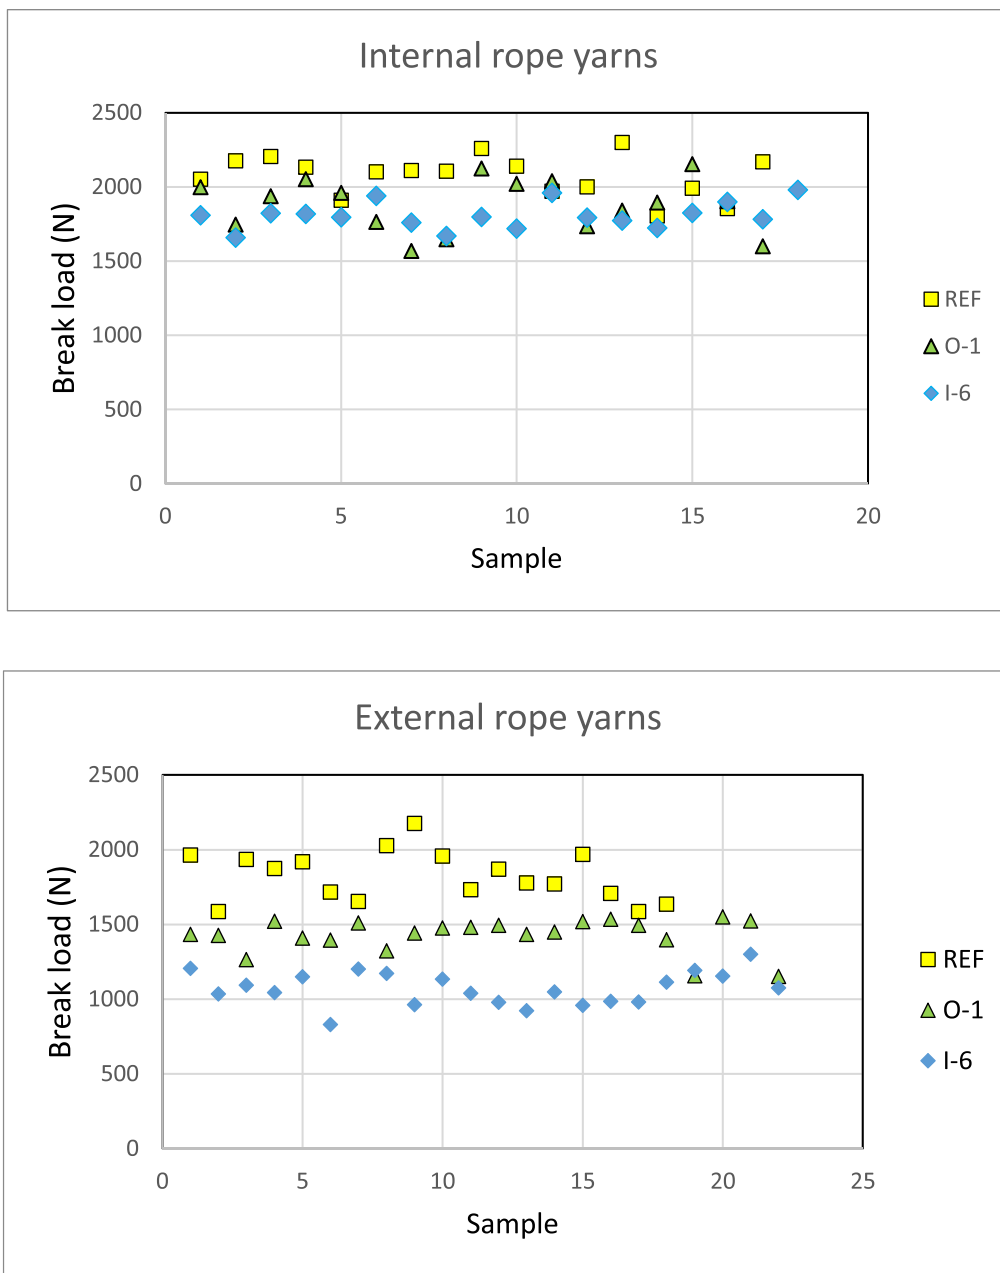 Internal rope yarns
2500
2000
1500
1000
500
0
0 5 10 15 20
Break load (N)
Sample
REF
O-1
I-6
External rope yarns
2500
2000
1500
1000
500
0
0 5 10 15 20 25
Break load (N)
Sample
REF
O-1
I-6